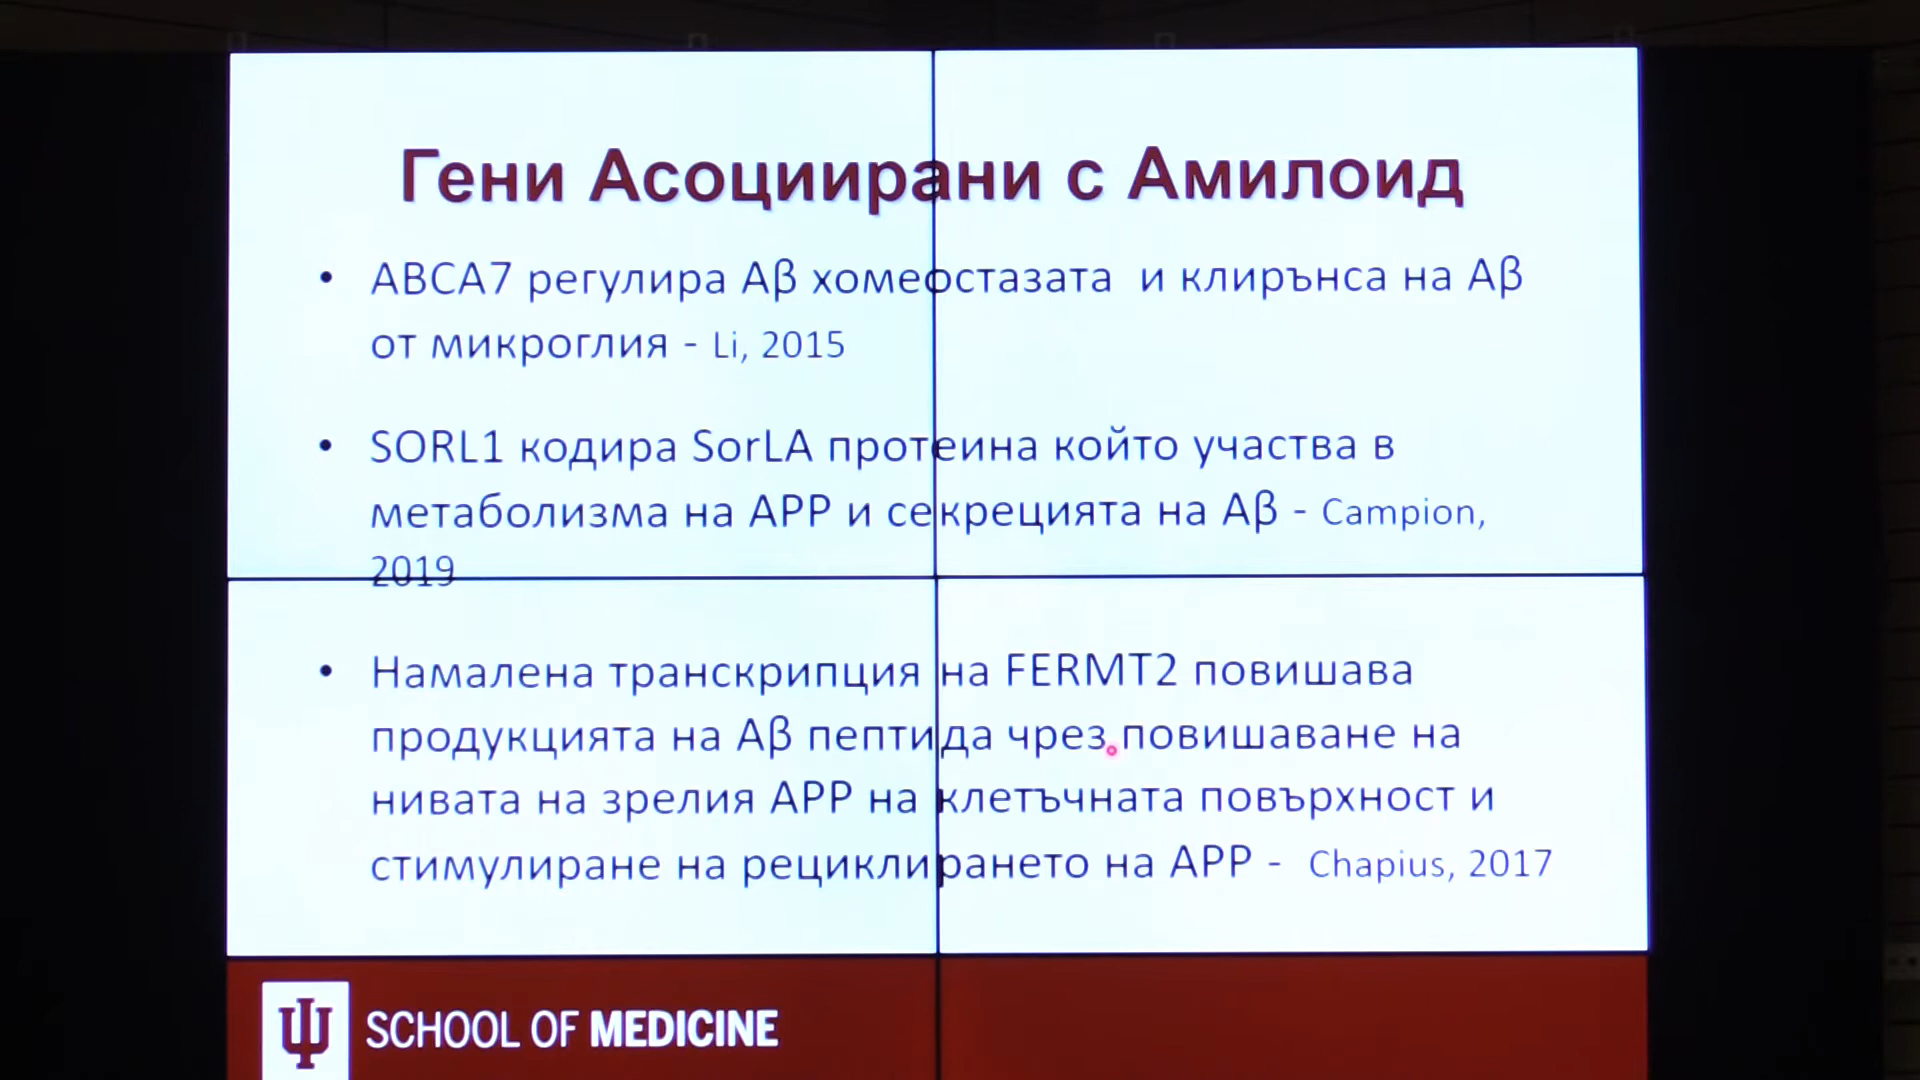 Гени Асоциирани с Амилоид
• ABCA7 регулира Aβ хомеостазата и клирънса на Aβ
от микроглия - Li, 2015
• SORL1 кодира SorLA протеина който участва в
метаболизма на APP и секрецията на Aβ - Campion,
2019
• Намалена транскрипция на FERMT2 повишава
продукцията на Aβ пептида чрез повишаване на
нивата на зрелия APP на клетъчната повърхност и
стимулиране на рециклирането на APP - Chapius, 2017
SCHOOL OF MEDICINE